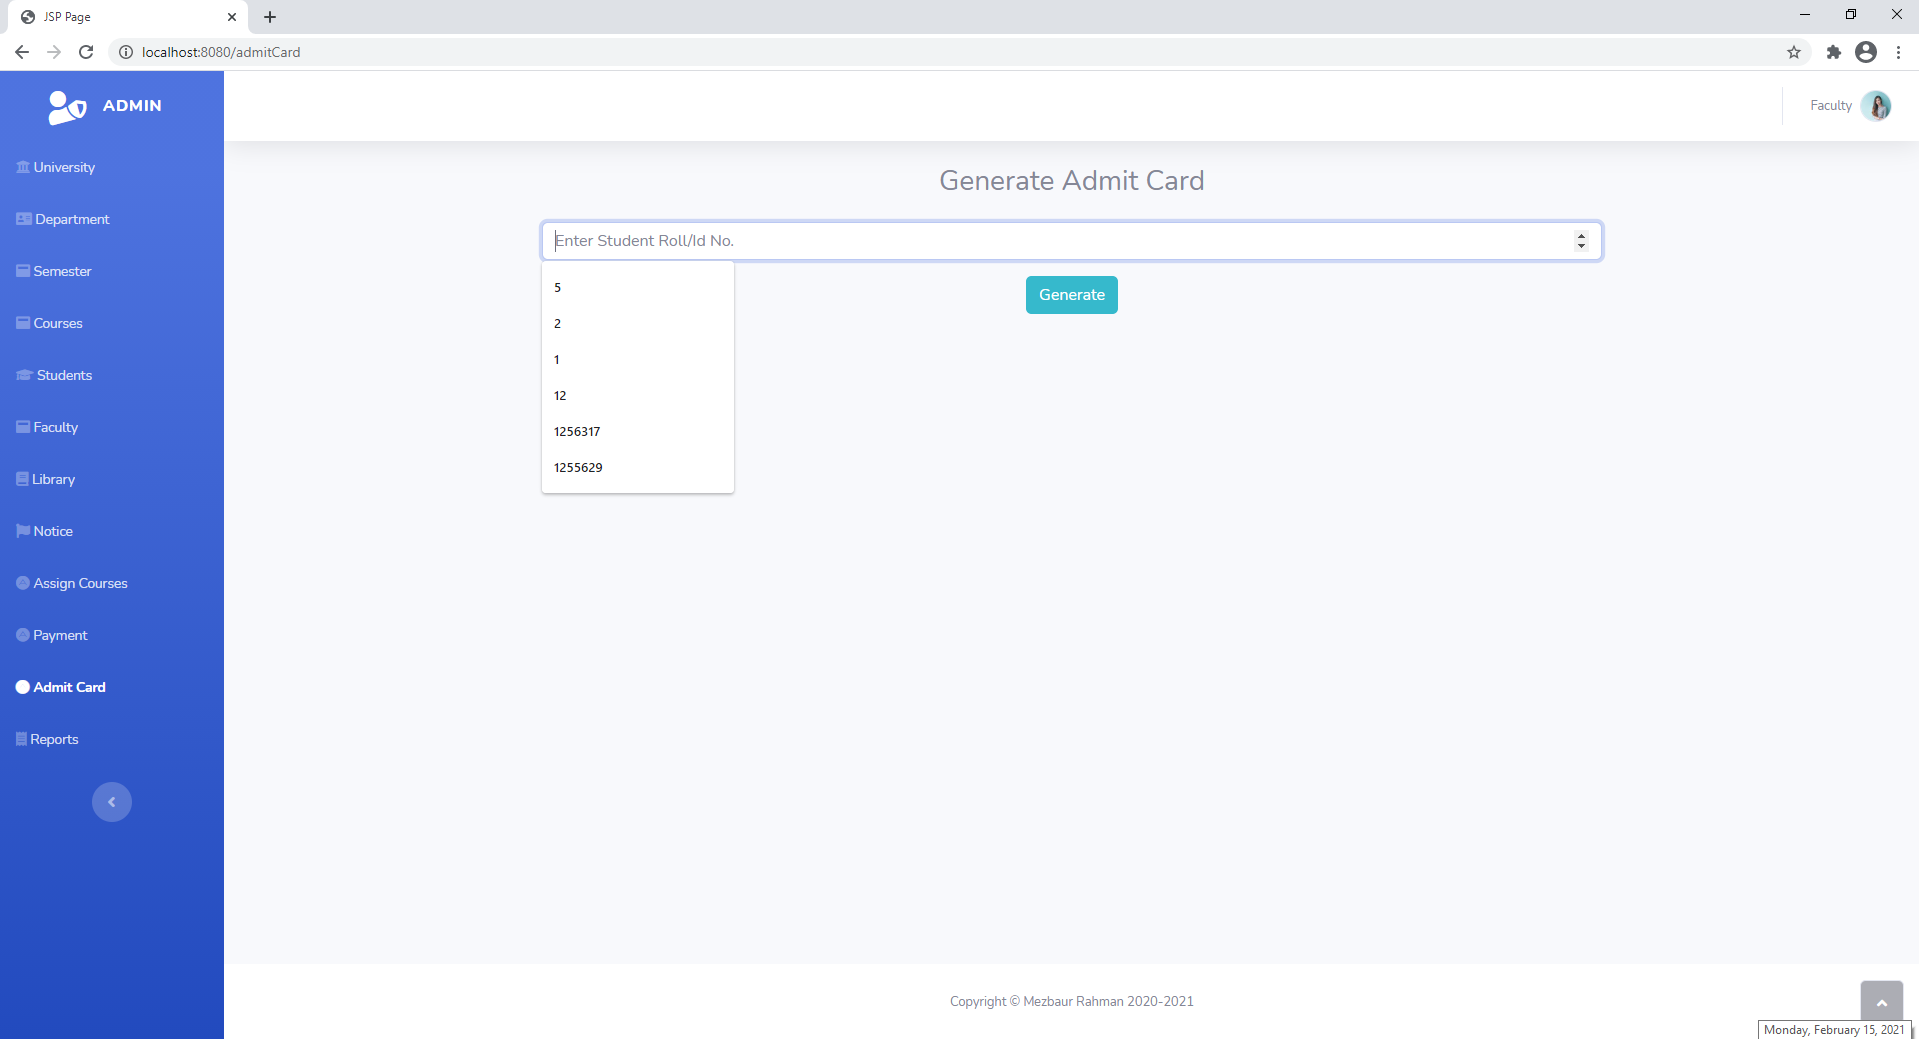 JSP Page
localhost:8080/admitCard
ADMIN
Faculty
University
Department
Semester
Courses
Students
Faculty
Library
Notice
Assign Courses
Payment
Admit Card
Reports
Generate Admit Card
Enter Student Roll/Id No.
5
2
1
12
1256317
1255629
Generate
Copyright © Mezbaur Rahman 2020-2021
Monday, February 15, 2021